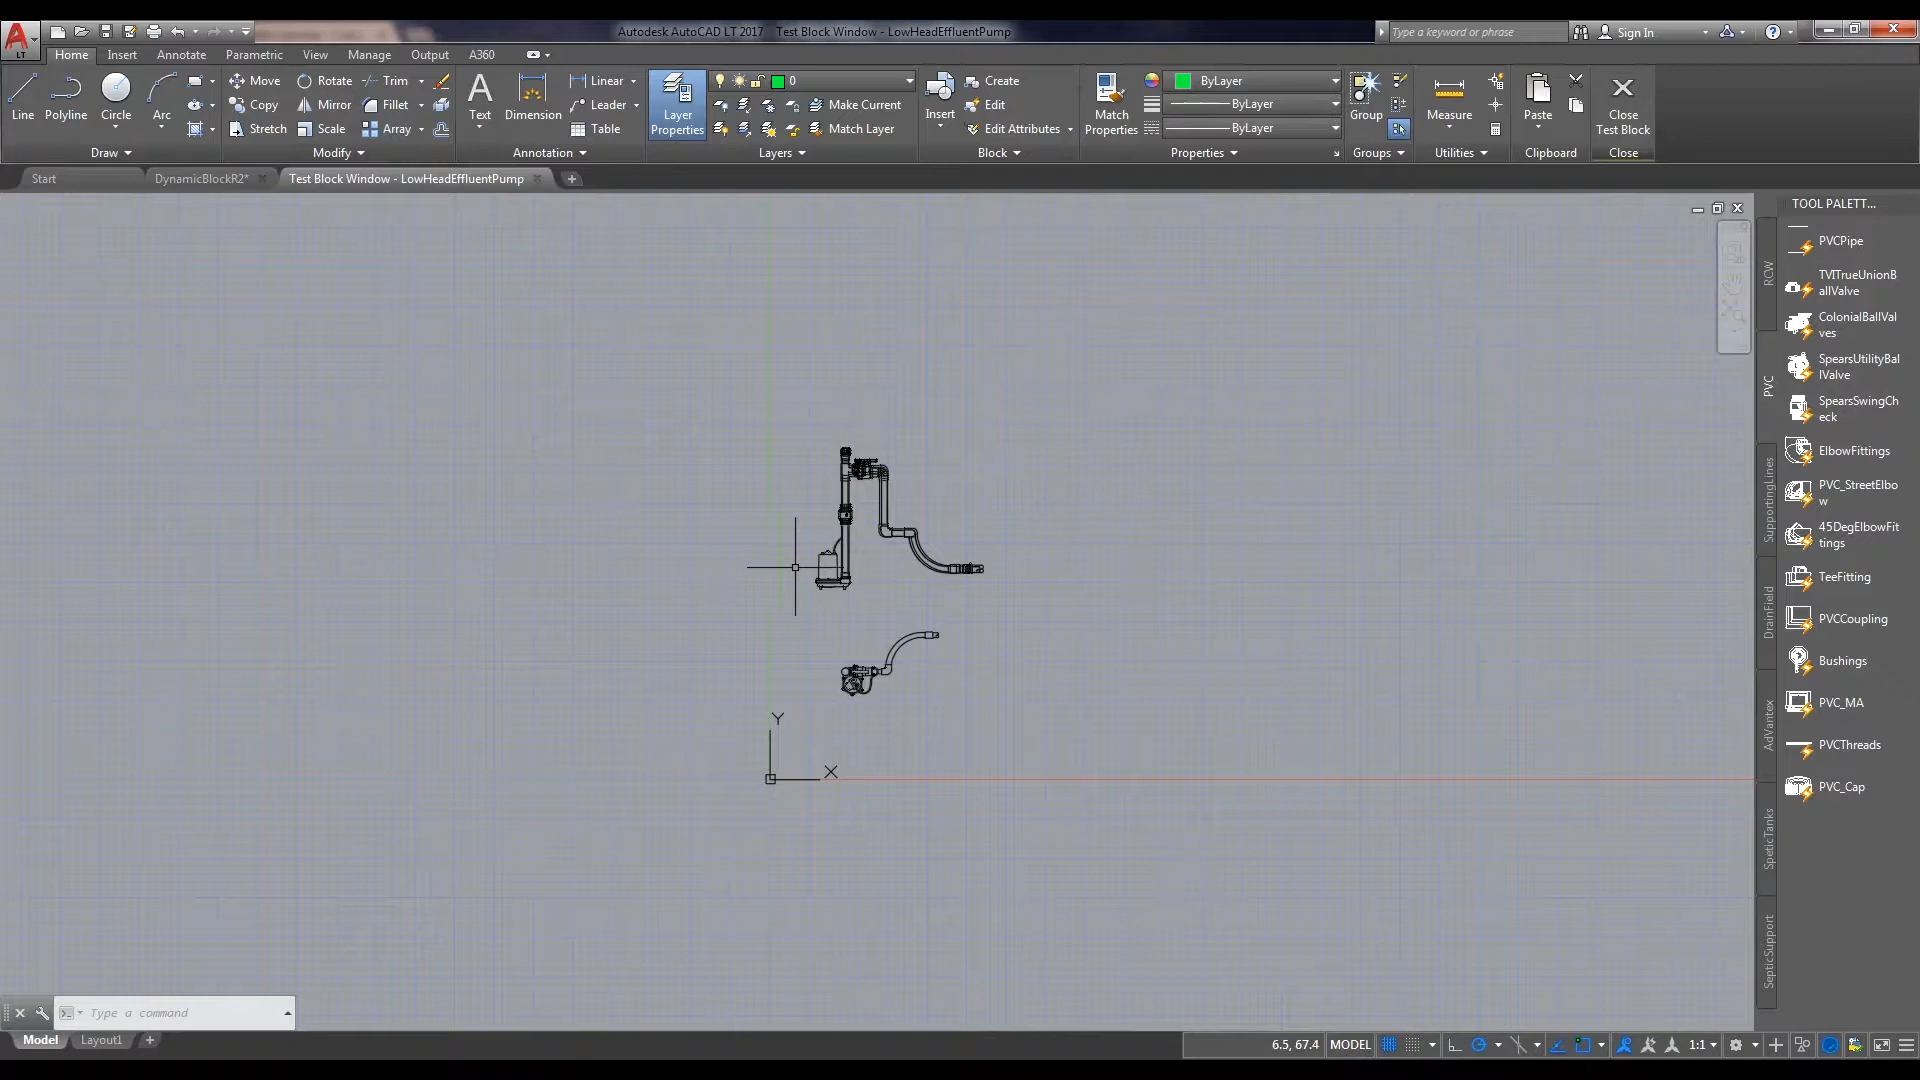 Autodesk AutoCAD LT 2017 Test Block Window - LowHeadEffluentPump
Type a keyword or phrase
Sign In
LT
Home Insert Annotate Parametric View Manage Output A360
Line Polyline Circle Arc
Move Rotate Trim
Copy Mirror Fillet
Stretch Scale Array
Text Dimension
Linear
Leader
Table
Layer
Properties
0
Make Current
Match Layer
Insert
Create
Edit
Edit Attributes
Match
Properties
ByLayer
ByLayer
ByLayer
Group
Measure
Paste
Close
Test Block
Draw Modify Annotation Layers Block Properties Groups Utilities Clipboard Close
Start DynamicBlockR2* Test Block Window - LowHeadEffluentPump
TOOL PALETT...
PVCPipe
TVITrueUnionB
allValve
ColonialBallVal
ves
SpearsUtilityBal
lValve
SpearsSwingCh
eck
ElbowFittings
PVC_StreetElbo
w
45DegElbowFit
tings
TeeFitting
PVCCoupling
Bushings
PVC_MA
PVCThreads
PVC_Cap
RCW
PVC
SupportingLines
DrainField
AdVantex
SpeticTanks
SepticSupport
Y
X
Type a command
Model Layout1
6.5, 67.4 MODEL
1:1